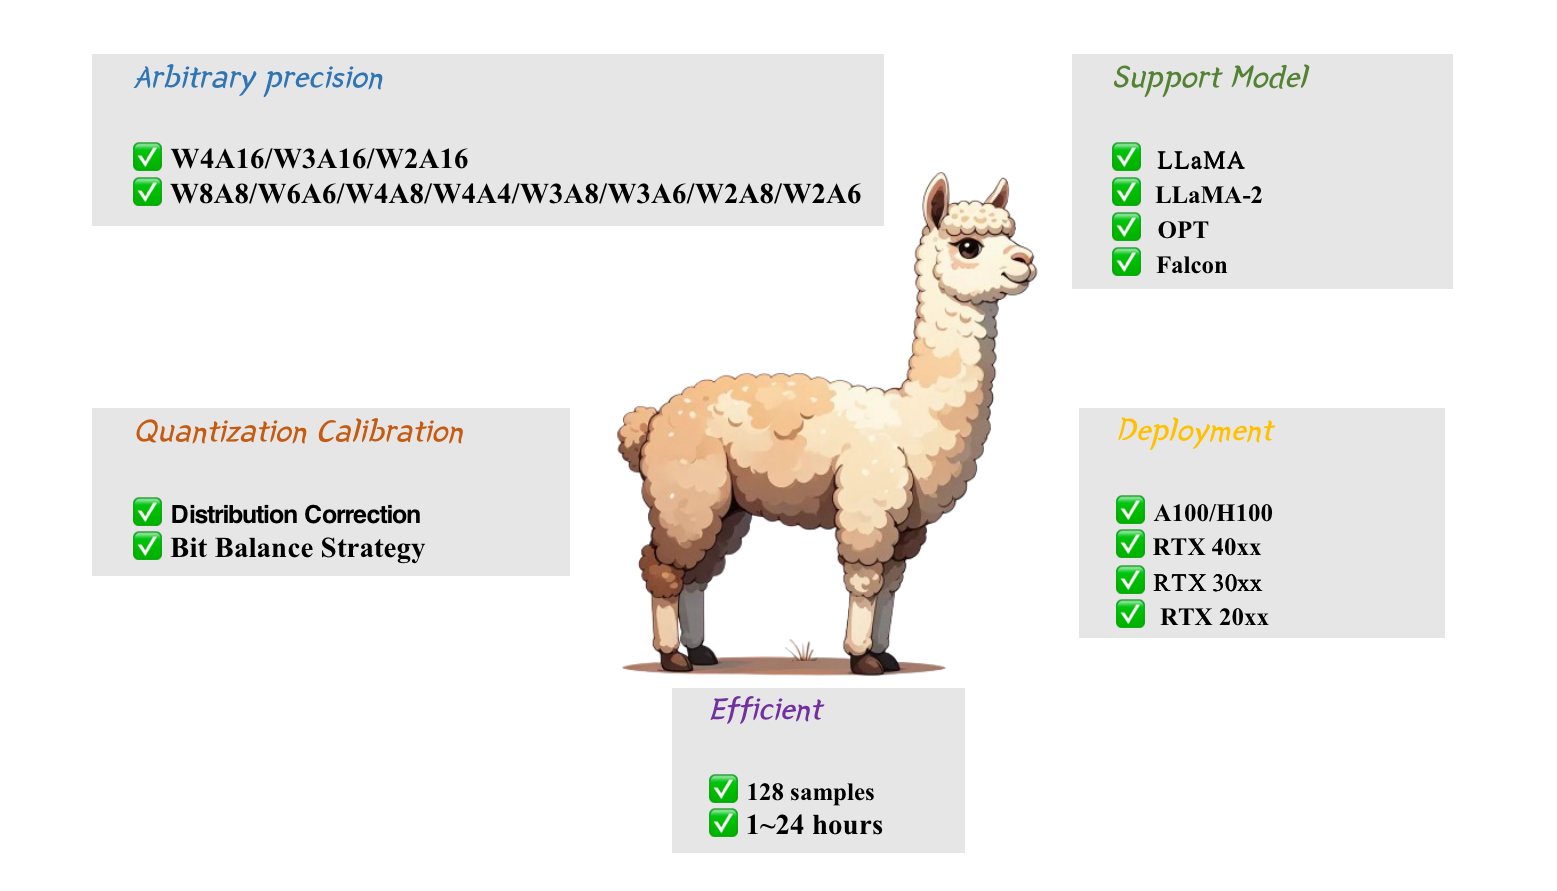 Arbitrary precision
✅ W4A16/W3A16/W2A16
✅ W8A8/W6A6/W4A8/W4A4/W3A8/W3A6/W2A8/W2A6
Support Model
✅ LLaMA
✅ LLaMA-2
✅ OPT
✅ Falcon
Quantization Calibration
✅ Distribution Correction
✅ Bit Balance Strategy
Deployment
✅ A100/H100
✅ RTX 40xx
✅ RTX 30xx
✅ RTX 20xx
Efficient
✅ 128 samples
✅ 1~24 hours